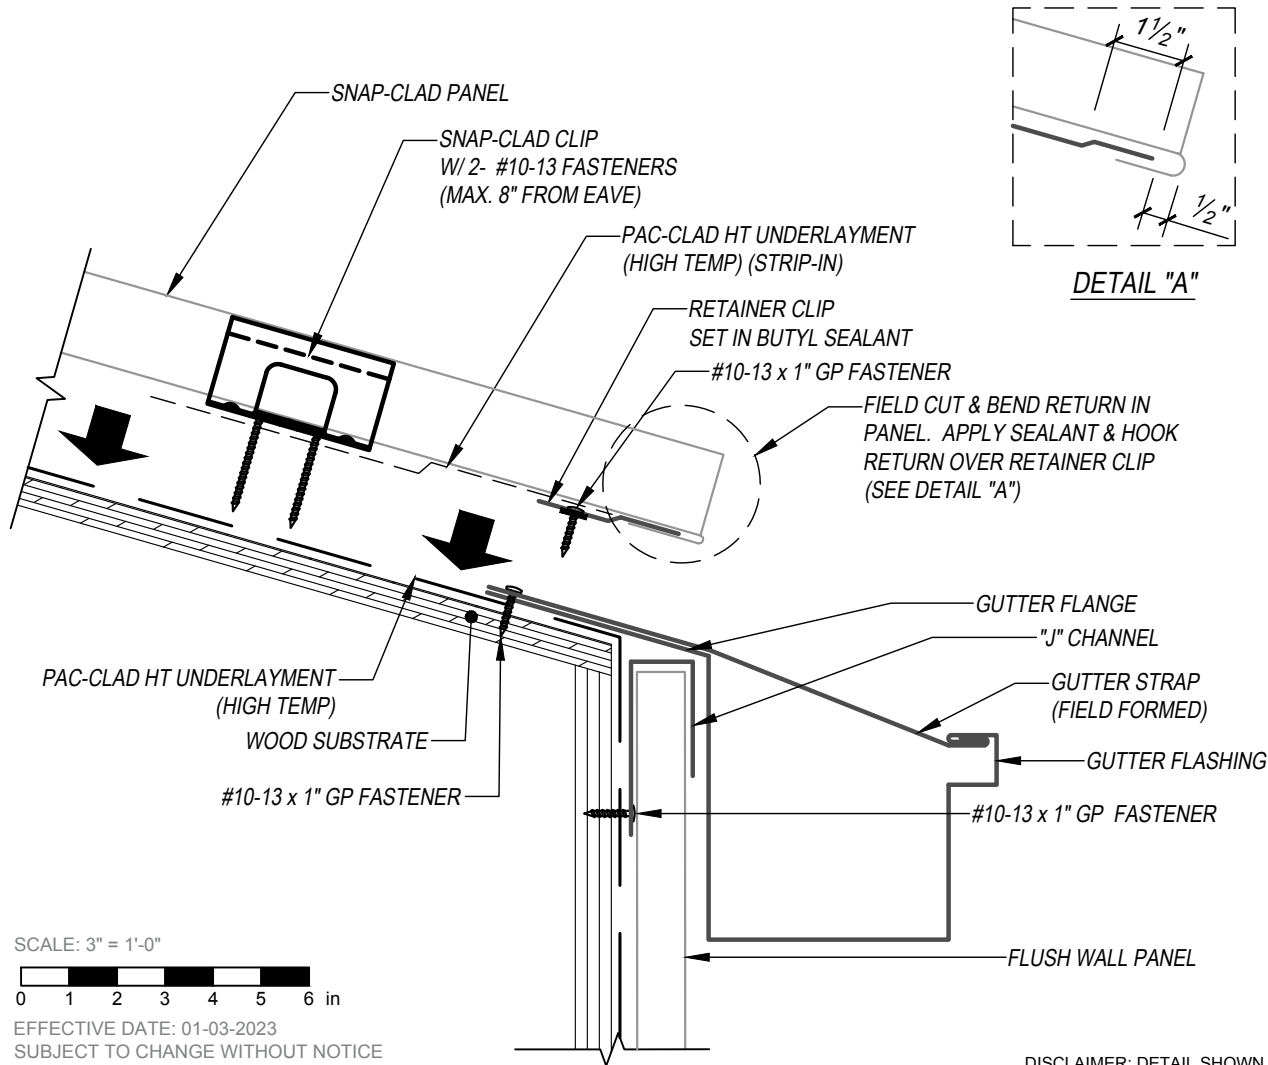 1 1/2"
1/2"
DETAIL "A"
SNAP-CLAD PANEL
SNAP-CLAD CLIP
W/ 2- #10-13 FASTENERS
(MAX. 8" FROM EAVE)
PAC-CLAD HT UNDERLAYMENT
(HIGH TEMP) (STRIP-IN)
RETAINER CLIP
SET IN BUTYL SEALANT
#10-13 x 1" GP FASTENER
FIELD CUT & BEND RETURN IN
PANEL. APPLY SEALANT & HOOK
RETURN OVER RETAINER CLIP
(SEE DETAIL "A")
GUTTER FLANGE
"J" CHANNEL
GUTTER STRAP
(FIELD FORMED)
GUTTER FLASHING
#10-13 x 1" GP FASTENER
FLUSH WALL PANEL
PAC-CLAD HT UNDERLAYMENT
(HIGH TEMP)
WOOD SUBSTRATE
#10-13 x 1" GP FASTENER
SCALE: 3" = 1'-0"
0 1 2 3 4 5 6 in
EFFECTIVE DATE: 01-03-2023
SUBJECT TO CHANGE WITHOUT NOTICE
DISCLAIMER: DETAIL SHOWN